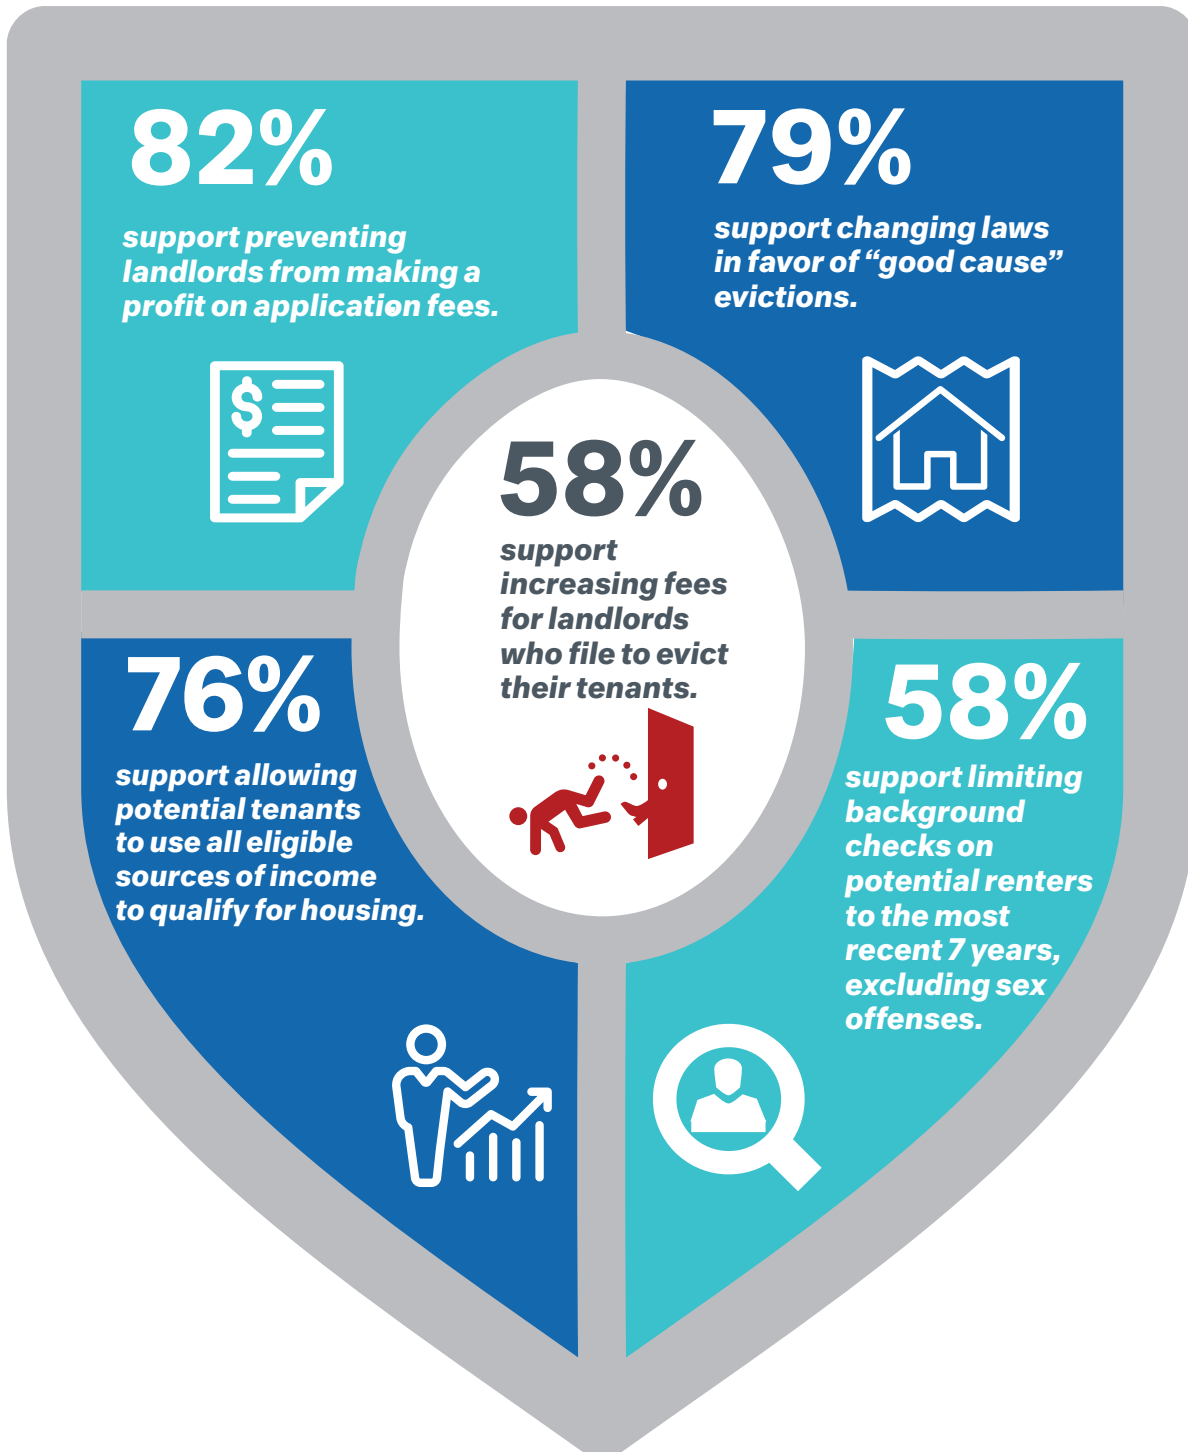 82%
support preventing
landlords from making a
profit on application fees.
79%
support changing laws
in favor of “good cause”
evictions.
$
58%
support
increasing fees
for landlords
who file to evict
their tenants.
76%
support allowing
potential tenants
to use all eligible
sources of income
to qualify for housing.
58%
support limiting
background
checks on
potential renters
to the most
recent 7 years,
excluding sex
offenses.